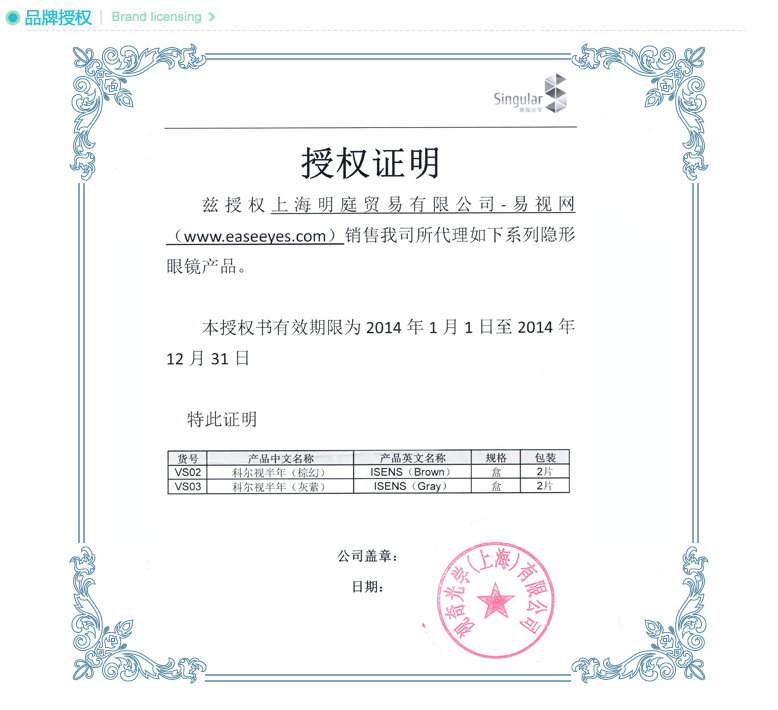 品牌授权 | Brand licensing >
Singular
授权证明
兹授权上海明庭贸易有限公司-易视网
（www.easeeyes.com）销售我司所代理如下系列隐形
眼镜产品。
本授权书有效期限为 2014 年 1 月 1 日至 2014 年
12 月 31 日
特此证明
货号 产品中文名称 产品英文名称 规格 包装
VS02 科尔视半年（棕幻） ISENS（Brown） 盒 2片
VS03 科尔视半年（灰紫） ISENS（Gray） 盒 2片
公司盖章：
日期：
视奇光学(上海)有限公司